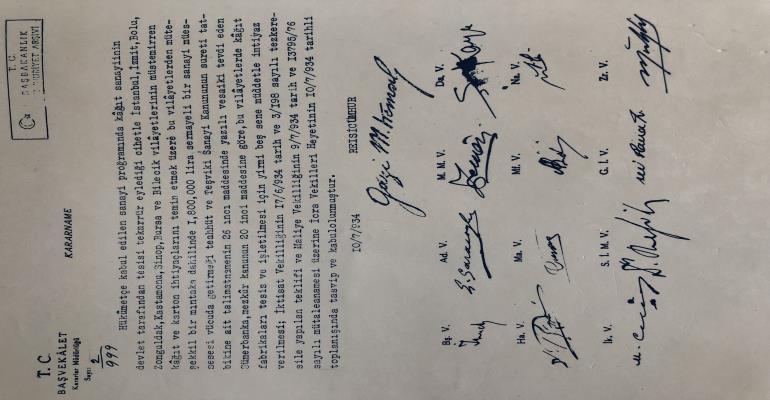 T. C.
BAŞBAKANLIK
CUMHURİYET ARŞİVİ
T. C.
BAŞVEKÂLET
Kararlar Müdürlüğü
Sayı: 2
999
KARARNAME
Hükûmetçe kabul edilen sanayi programında kâğıt sanayiinin
devlet tarafından tesisi tekarrür eylediği cihetle İstanbul,İzmit,Bolu,
Zonguldak,Kastamonu,Sinop,Bursa ve Bilecik vilâyetlerinin müstemirren
kâğıt ve karton ihtiyaçlarını temin etmek üzere bu vilâyetlerden müte-
şekkil bir mıntaka dahilinde 1,800,000 lira sermayeli bir sanayi mües-
sesesi vücuda getirmeği teahhüt ve Teşviki Sanayi Kanununun sureti tat-
bikine ait talimatnamenin 26 ıncı maddesinde yazılı vesaiki tevdi eden
Sümerbanka,mezkûr kanunun 20 inci maddesine göre,bu vilâyetlerde kâğıt
fabrikaları tesis ve işletilmesi için yirmi beş sene müddetle imtiyaz
verilmesi; İktisat Vekilliğinin 17/6/934 tarih ve 3/198 sayılı tezkere-
sile yapılan teklifi ve Maliye Vekilliğinin 9/7/934 tarih ve 13795/76
sayılı mütaleanamesi üzerine İcra Vekilleri Heyetinin 10/7/934 tarihli
toplanışında tasvip ve kabulolunmuştur.
10/7/934
REİSİCÜMHUR
Gazi M. Kemal
Bş. V.
Ad. V.
M. M. V.
Da. V.
Ş. Saracoğlu
Ha. V.
Ma. V.
Mf. V.
Na. V.
İk. V.
S. İ. M. V.
G. İ. V.
Zr. V.